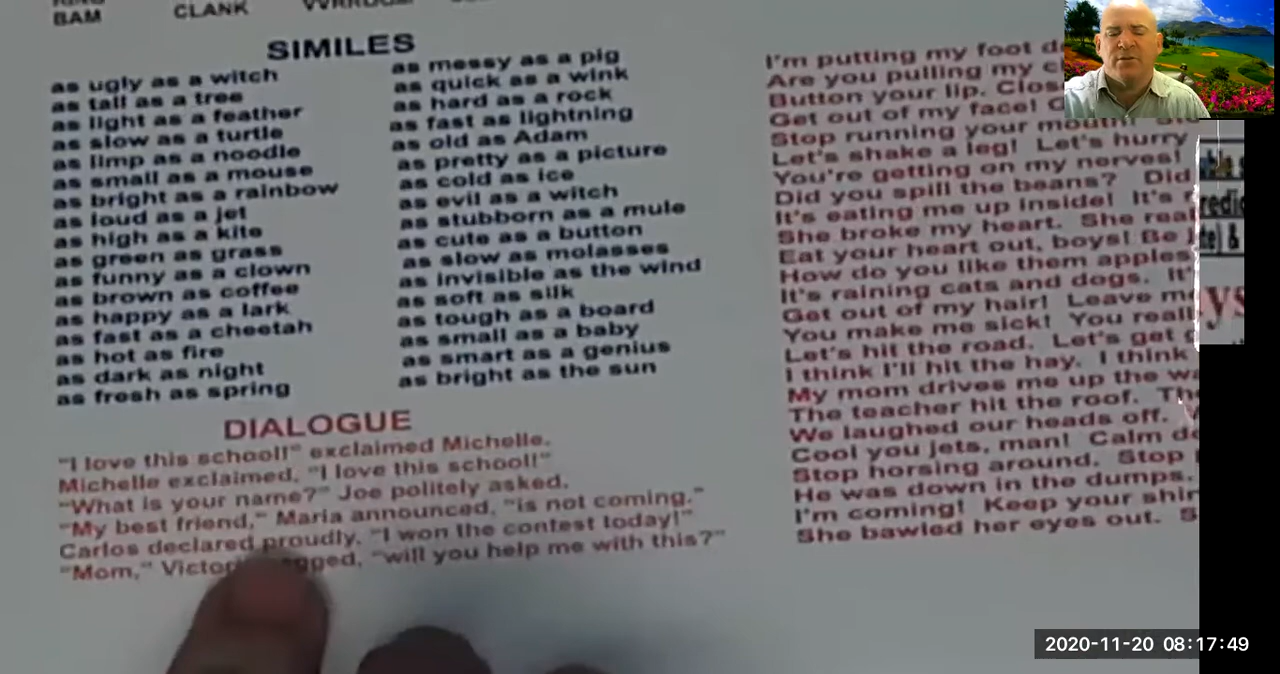 BAM
CLANK
SIMILES
as ugly as a witch
as tall as a tree
as light as a feather
as slow as a turtle
as limp as a noodle
as small as a mouse
as bright as a rainbow
as loud as a jet
as high as a kite
as green as grass
as funny as a clown
as brown as coffee
as happy as a lark
as fast as a cheetah
as hot as fire
as dark as night
as fresh as spring
as messy as a pig
as quick as a wink
as hard as a rock
as fast as lightning
as old as Adam
as pretty as a picture
as cold as ice
as evil as a witch
as stubborn as a mule
as cute as a button
as slow as molasses
as invisible as the wind
as soft as silk
as tough as a board
as small as a baby
as smart as a genius
as bright as the sun
DIALOGUE
"I love this school!" exclaimed Michelle.
Michelle exclaimed, "I love this school!"
"What is your name?" Joe politely asked.
"My best friend," Maria announced, "is not coming."
Carlos declared proudly, "I won the contest today!"
"Mom," "will you help me with this?"
I'm putting my foot
Are you pulling my
Button your lip.
Get out of my face!
Stop running your mouth!
Let's shake a leg! Let's hurry
You're getting on my nerves!
Did you spill the beans? Did
It's eating me up inside! It's
She broke my heart. She
Eat your heart out, boys! Be
How do you like them apples
It's raining cats and dogs. It's
Get out of my hair! Leave
You make me sick! You
Let's hit the road. Let's get
I think I'll hit the hay. I think
My mom drives me up the
The teacher hit the roof.
We laughed our heads off.
Cool you jets, man! Calm
Stop horsing around. Stop
He was down in the dumps.
I'm coming! Keep your
She bawled her eyes out.
2020-11-20 08:17:49